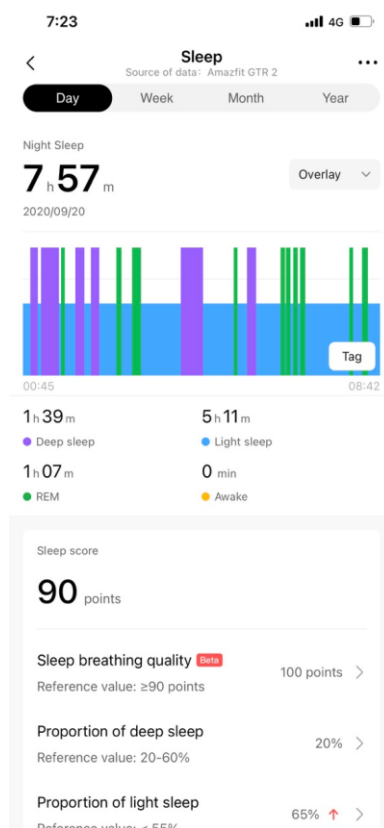 7:23
4G
Sleep
Source of data: Amazfit GTR 2
Day Week Month Year
Night Sleep
7 h 57 m
Overlay
2020/09/20
Tag
00:45 08:42
1 h 39 m 5 h 11 m
Deep sleep Light sleep
1 h 07 m 0 min
REM Awake
Sleep score
90 points
Sleep breathing quality Beta
100 points
Reference value: ≥90 points
Proportion of deep sleep
20%
Reference value: 20-60%
Proportion of light sleep
65%
Reference value: < 55%